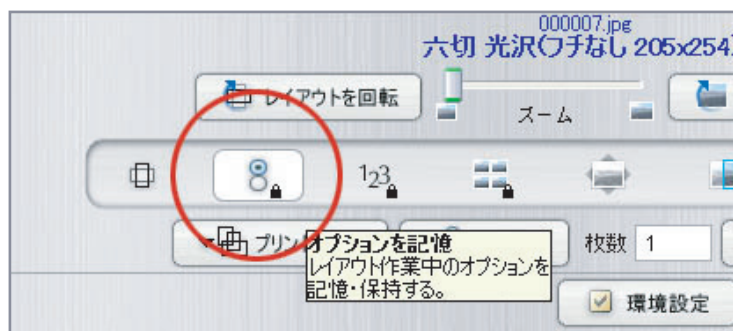 000007.jpg
六切 光沢(フチなし 205x254)
レイアウトを回転
ズーム
123
プリン
オプションを記憶
レイアウト作業中のオプションを
記憶・保持する。
枚数 1
環境設定